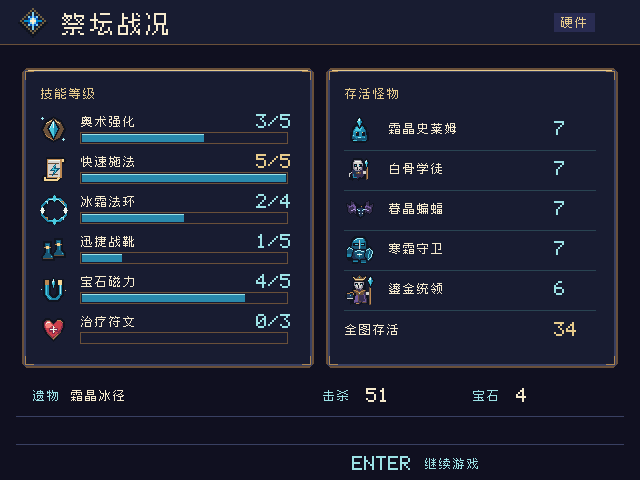 祭坛战况
硬件
技能等级
奥术强化 3/5
快速施法 5/5
冰霜法环 2/4
迅捷战靴 1/5
宝石磁力 4/5
治疗符文 0/3
存活怪物
霜晶史莱姆 7
白骨学徒 7
暮晶蝙蝠 7
寒霜守卫 7
鎏金统领 6
全图存活 34
遗物 霜晶冰径 击杀 51 宝石 4
ENTER 继续游戏